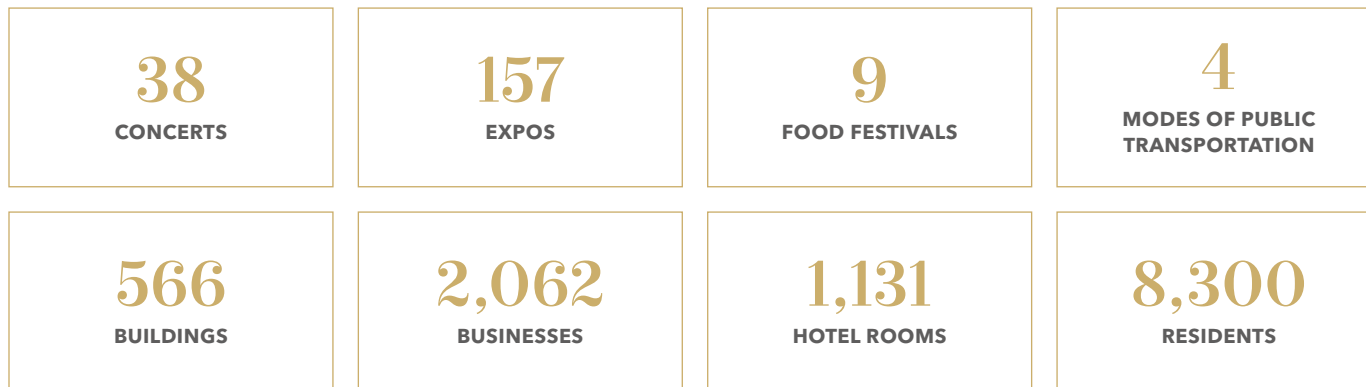 38
CONCERTS
157
EXPOS
9
FOOD FESTIVALS
4
MODES OF PUBLIC
TRANSPORTATION
566
BUILDINGS
2,062
BUSINESSES
1,131
HOTEL ROOMS
8,300
RESIDENTS